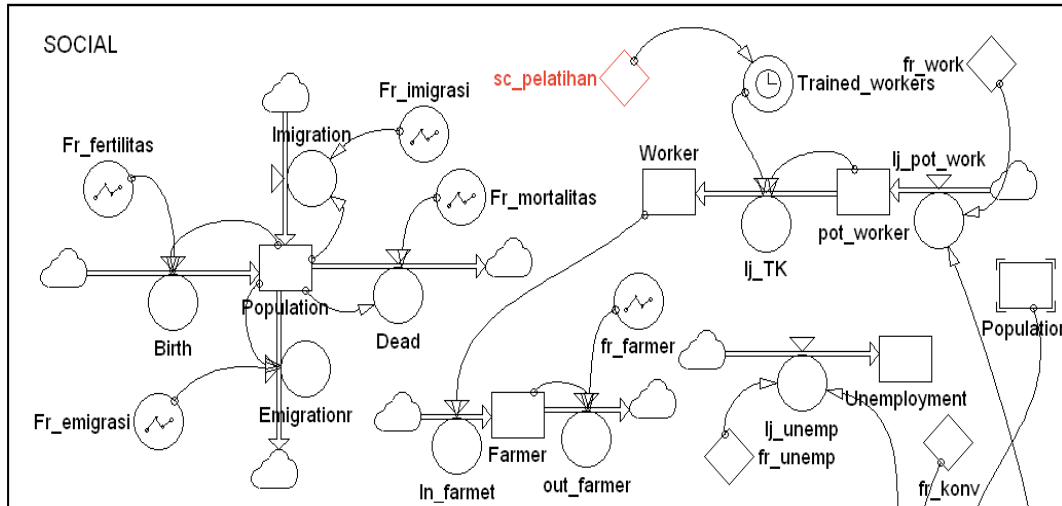 SOCIAL
sc_pelatihan
Trained_workers
fr_work
Fr_imigrasi
Imigration
Fr_fertilitas
Worker
lj_pot_work
Fr_mortalitas
pot_worker
lj_TK
Population
Birth
Dead
fr_farmer
Population
Fr_emigrasi
Emigrationr
Unemployment
lj_unemp
fr_unemp
Farmer
In_farmet
out_farmer
fr_konv